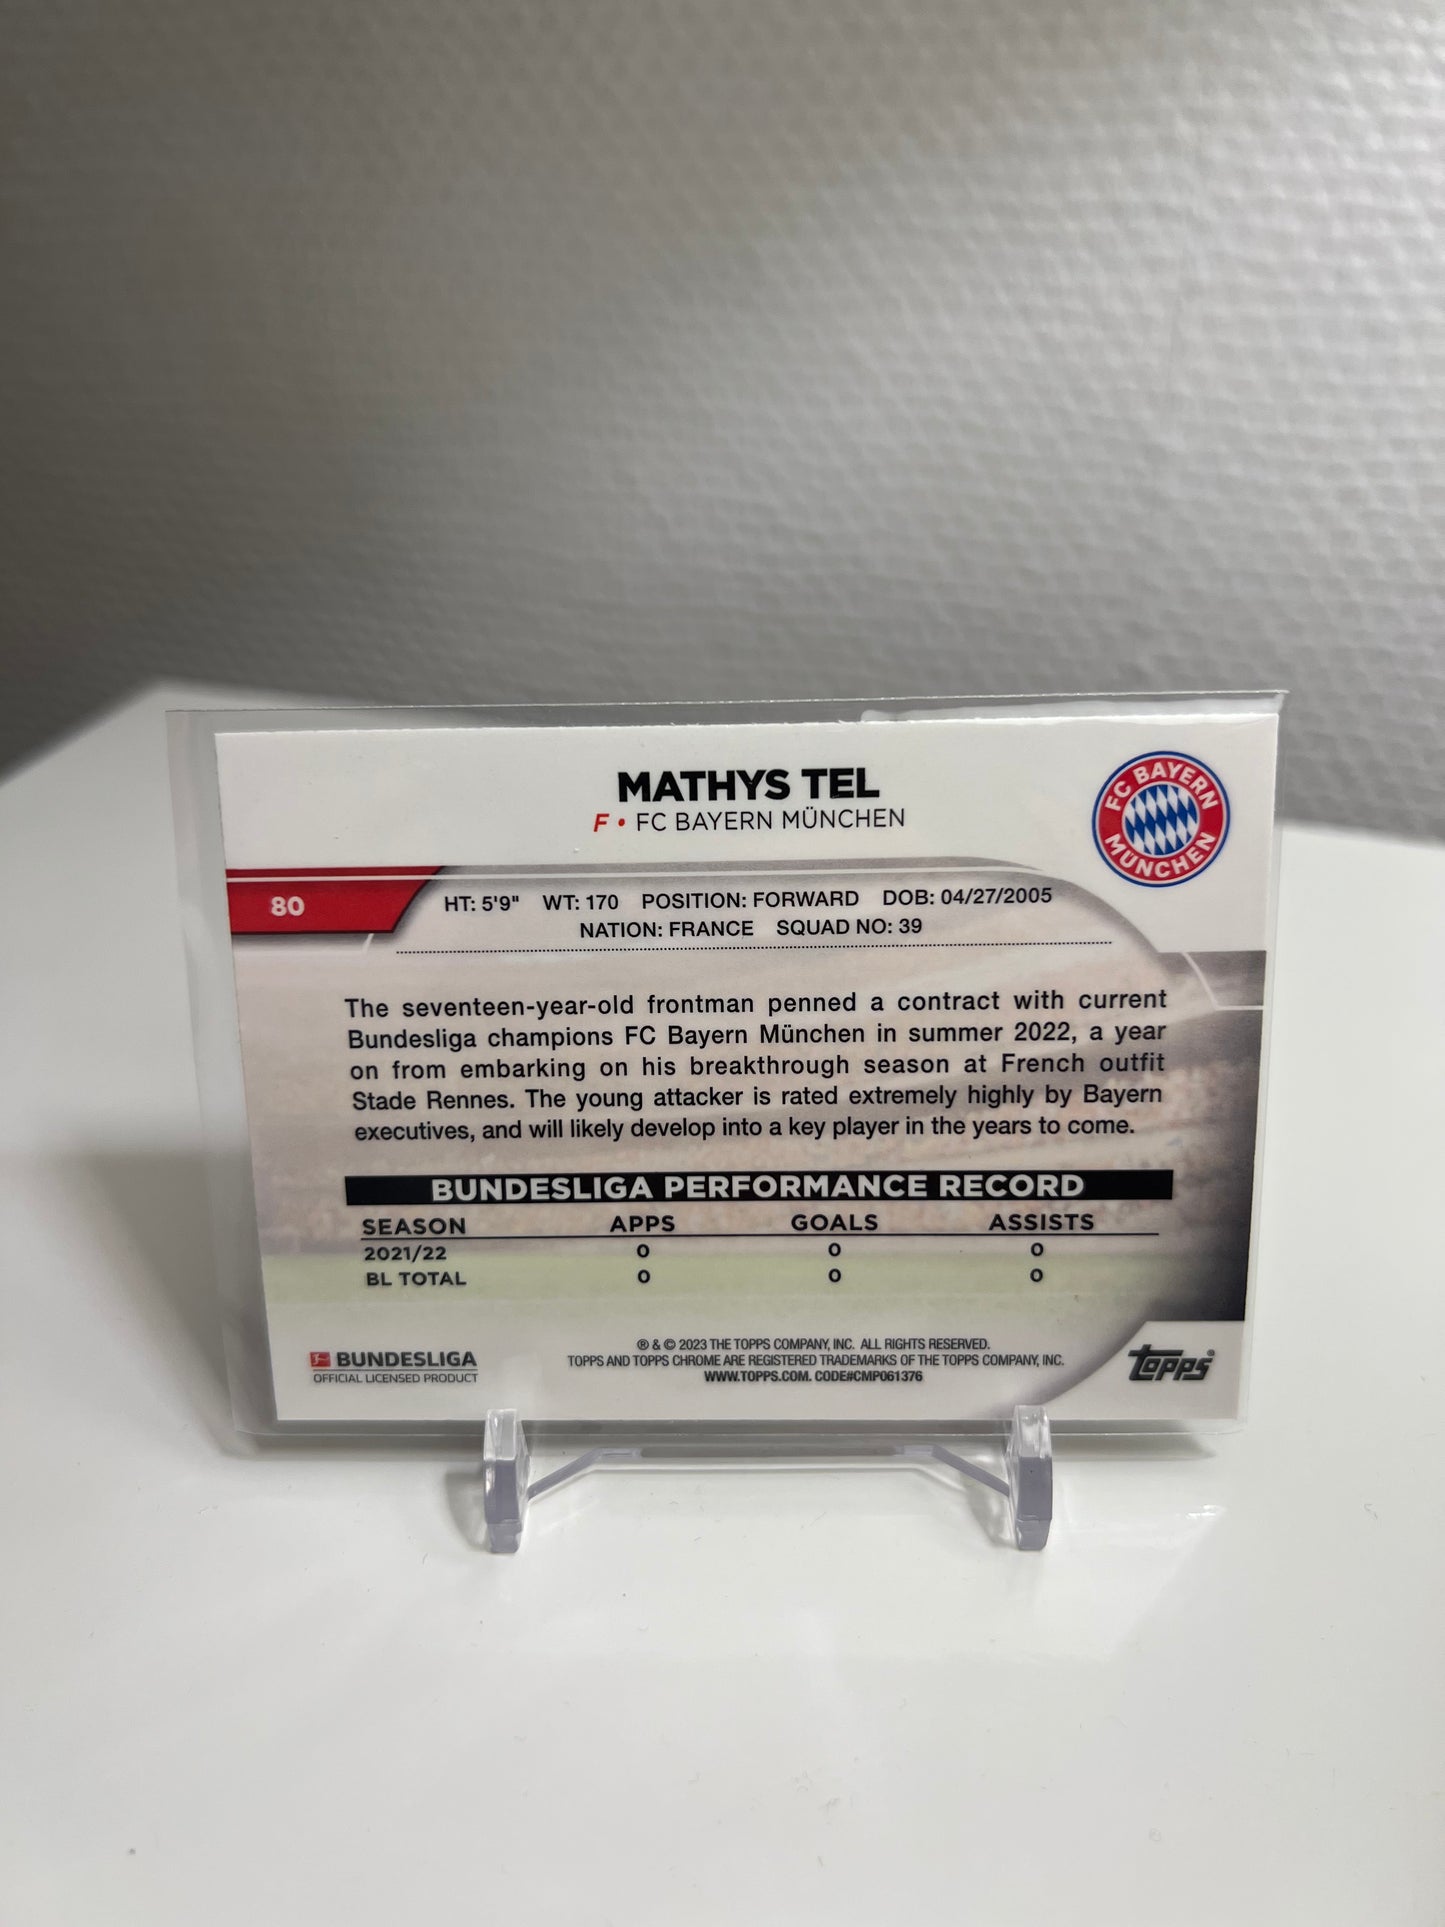 MATHYS TEL
F • FC BAYERN MÜNCHEN
FC BAYERN
MÜNCHEN
80
HT: 5'9" WT: 170 POSITION: FORWARD DOB: 04/27/2005
NATION: FRANCE SQUAD NO: 39
The seventeen-year-old frontman penned a contract with current
Bundesliga champions FC Bayern München in summer 2022, a year
on from embarking on his breakthrough season at French outfit
Stade Rennes. The young attacker is rated extremely highly by Bayern
executives, and will likely develop into a key player in the years to come.
BUNDESLIGA PERFORMANCE RECORD
SEASON APPS GOALS ASSISTS
2021/22 0 0 0
BL TOTAL 0 0 0
BUNDESLIGA
OFFICIAL LICENSED PRODUCT
® & © 2023 THE TOPPS COMPANY, INC. ALL RIGHTS RESERVED.
TOPPS AND TOPPS CHROME ARE REGISTERED TRADEMARKS OF THE TOPPS COMPANY, INC.
WWW.TOPPS.COM. CODE#CMP061376
topps®